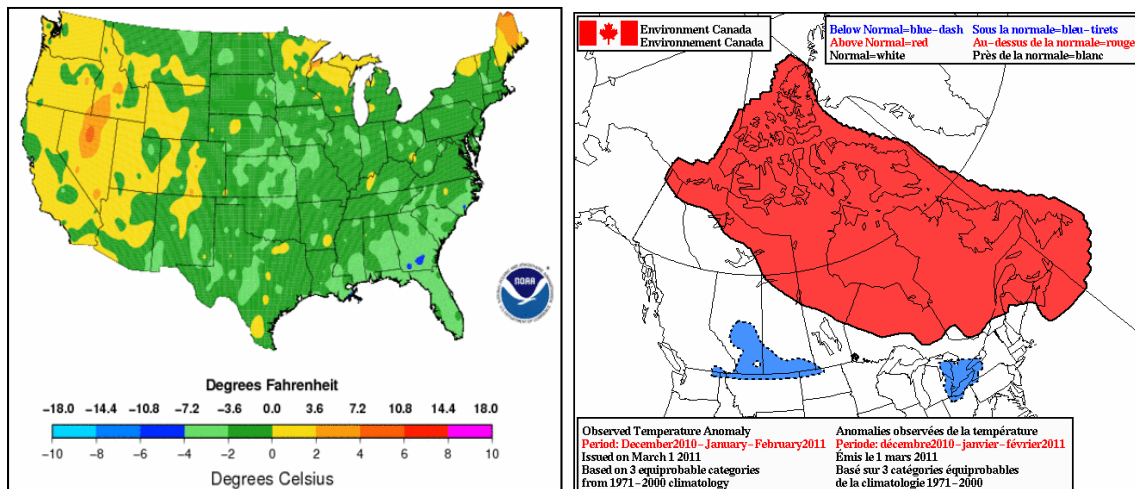 NOAA
Degrees Fahrenheit
-18.0 -14.4 -10.8 -7.2 -3.6 0.0 3.6 7.2 10.8 14.4 18.0
-10 -8 -6 -4 -2 0 2 4 6 8 10
Degrees Celsius
Environment Canada
Environnement Canada
Below Normal=blue-dash Sous la normale=bleu-tirets
Above Normal=red Au-dessus de la normale=rouge
Normal=white Près de la normale=blanc
Observed Temperature Anomaly
Period: December2010-January-February2011
Issued on March 1 2011
Based on 3 equiprobable categories
from 1971-2000 climatology
Anomalies observées de la température
Periode: décembre2010-janvier-février2011
Émis le 1 mars 2011
Basé sur 3 catégories équiprobables
de la climatologie 1971-2000